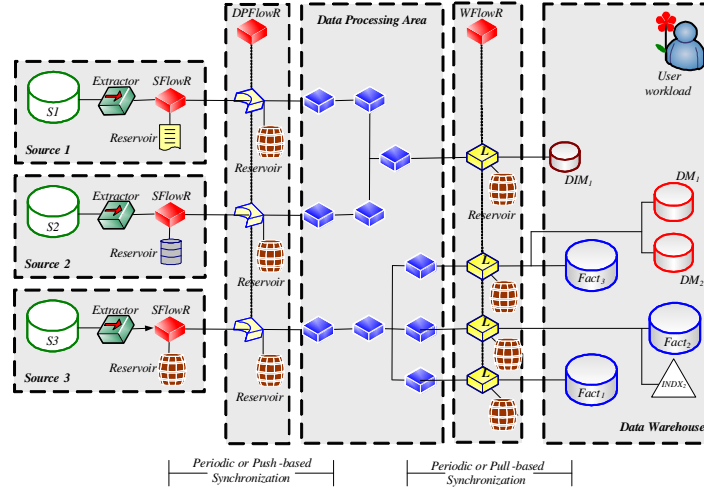 DPFlowR
Data Processing Area
WFlowR
User
workload
Extractor
SFlowR
S1
Reservoir
Source 1
Reservoir
L
DIM1
DM1
Reservoir
Extractor
SFlowR
S2
Reservoir
Source 2
Reservoir
L
Fact3
DM2
Extractor
SFlowR
S3
Reservoir
Source 3
Reservoir
L
Fact2
L
Fact1
INDX2
Data Warehouse
Periodic or Push -based
Synchronization
Periodic or Pull -based
Synchronization